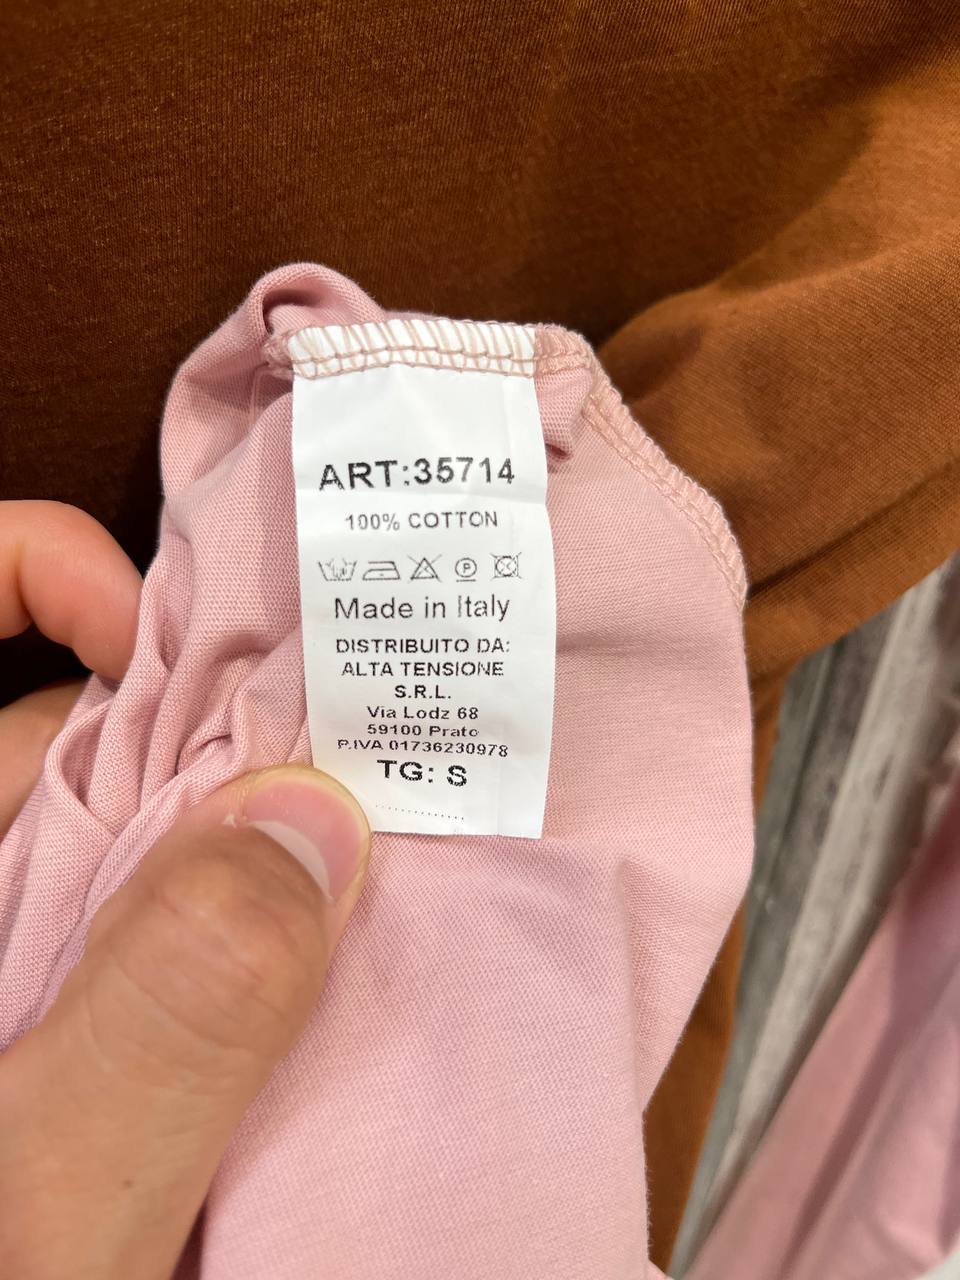 ART:35714
100% COTTON
P
Made in Italy
DISTRIBUITO DA:
ALTA TENSIONE
S.R.L.
Via Lodz 68
59100 Prato
P.IVA 01736230978
TG: S